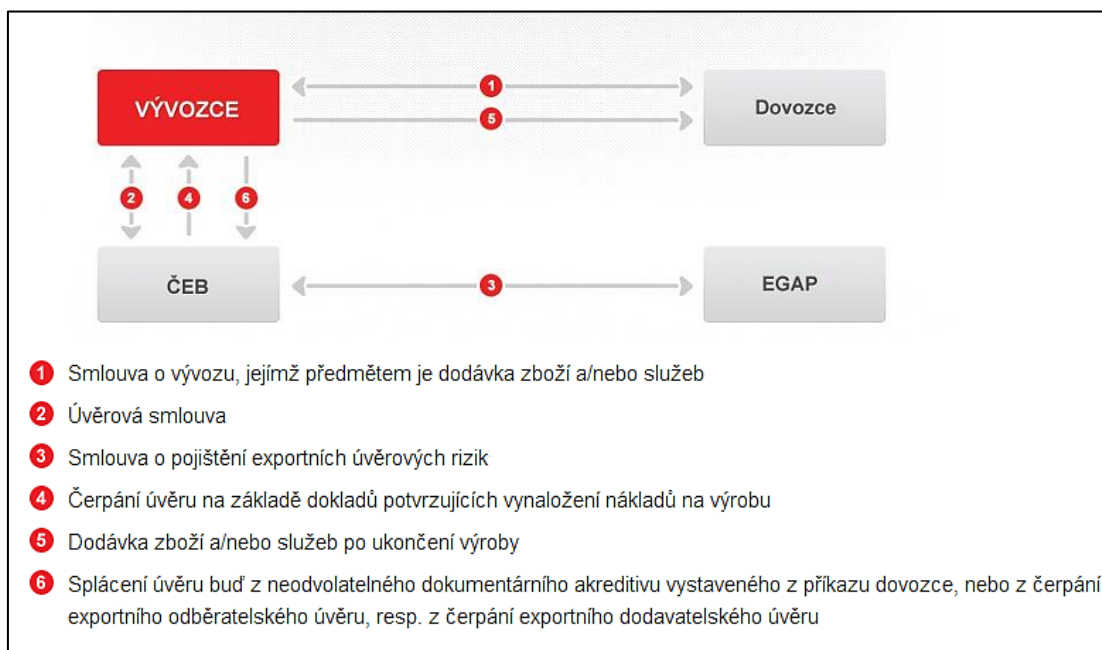 VÝVOZCE
1
5
Dovozce
2
4
6
ČEB
3
EGAP
1 Smlouva o vývozu, jejímž předmětem je dodávka zboží a/nebo služeb
2 Úvěrová smlouva
3 Smlouva o pojištění exportních úvěrových rizik
4 Čerpání úvěru na základě dokladů potvrzujících vynaložení nákladů na výrobu
5 Dodávka zboží a/nebo služeb po ukončení výroby
6 Splácení úvěru buď z neodvolatelného dokumentárního akreditivu vystaveného z příkazu dovozce, nebo z čerpání
exportního odběratelského úvěru, resp. z čerpání exportního dodavatelského úvěru